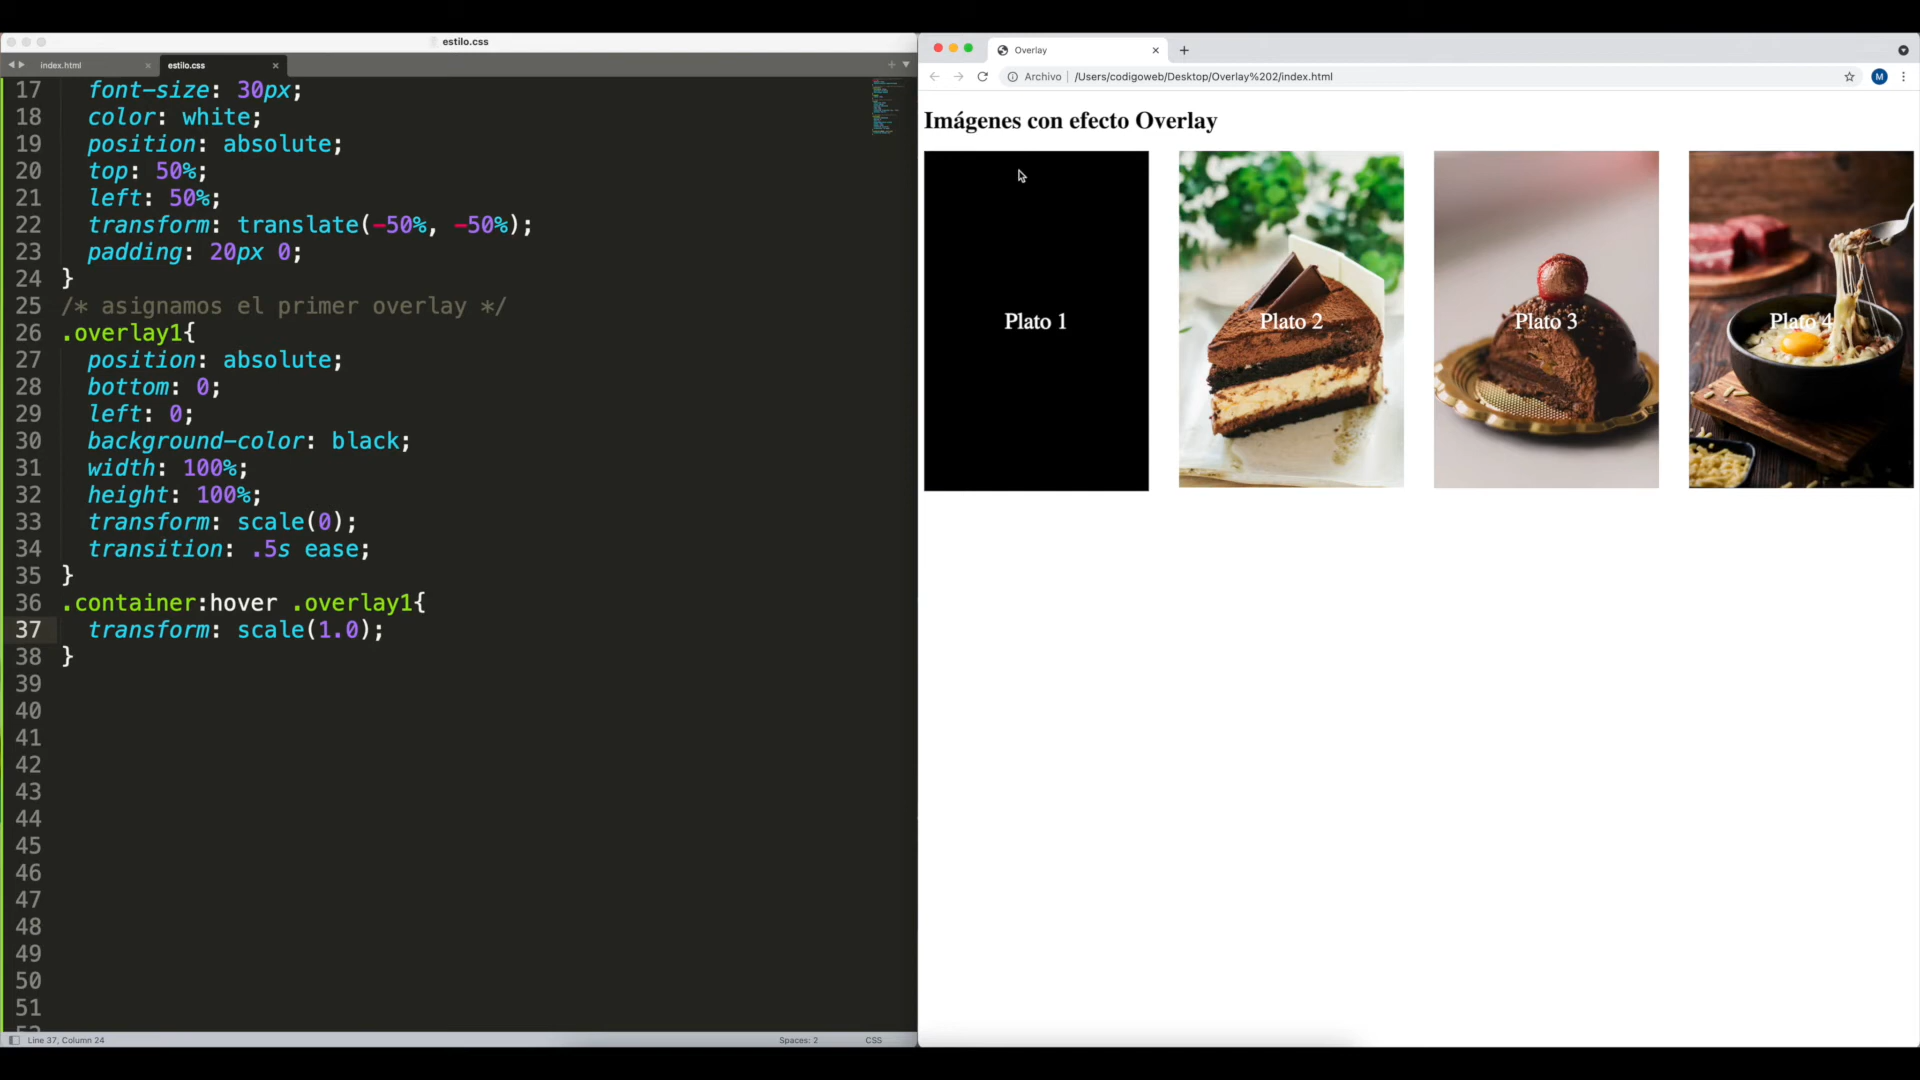 estilo.css
index.html
estilo.css
17 font-size: 30px;
18 color: white;
19 position: absolute;
20 top: 50%;
21 left: 50%;
22 transform: translate(-50%, -50%);
23 padding: 20px 0;
24 }
25 /* asignamos el primer overlay */
26 .overlay1{
27 position: absolute;
28 bottom: 0;
29 left: 0;
30 background-color: black;
31 width: 100%;
32 height: 100%;
33 transform: scale(0);
34 transition: .5s ease;
35 }
36 .container:hover .overlay1{
37 transform: scale(1.0);
38 }
39
40
41
42
43
44
45
46
47
48
49
50
51
Line 37, Column 24
Spaces: 2
CSS
Overlay
Archivo
/Users/codigoweb/Desktop/Overlay%202/index.html
M
Imágenes con efecto Overlay
Plato 1
Plato 2
Plato 3
Plato 4